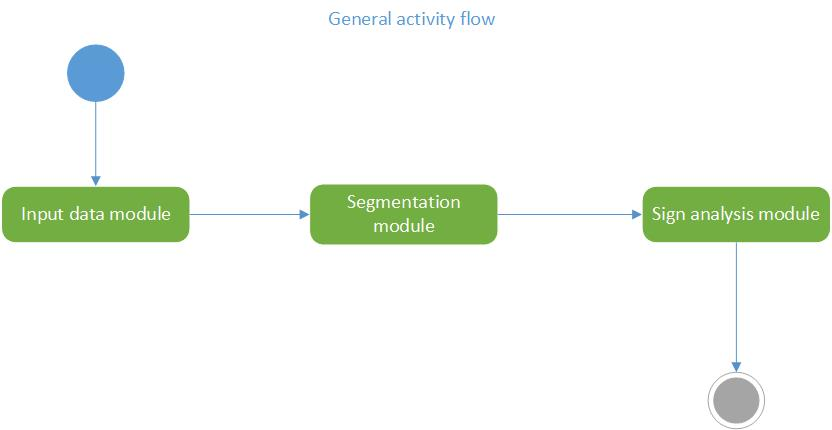 General activity flow
Input data module
Segmentation
module
Sign analysis module